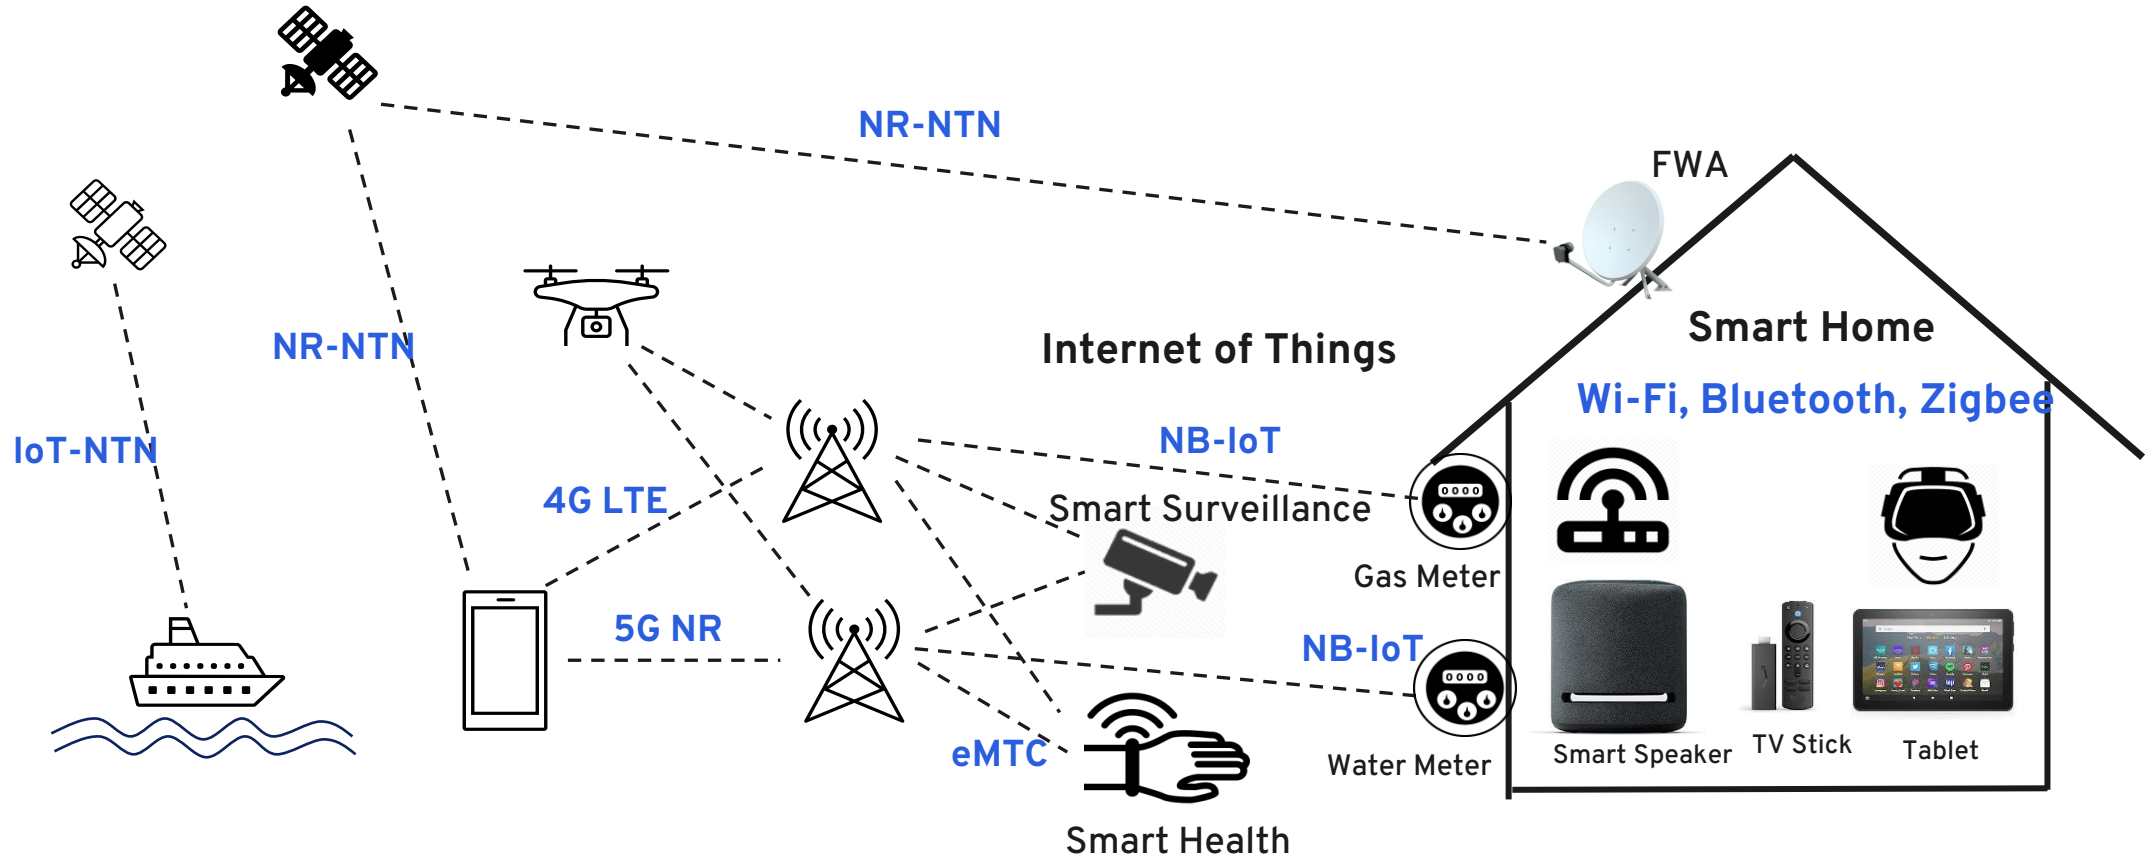 NR-NTN
FWA
Smart Home
NR-NTN
Internet of Things
Wi-Fi, Bluetooth, Zigbee
IoT-NTN
NB-IoT
4G LTE
Smart Surveillance
0000
Gas Meter
5G NR
NB-IoT
0000
eMTC
Water Meter
Smart Speaker
TV Stick
Tablet
Smart Health